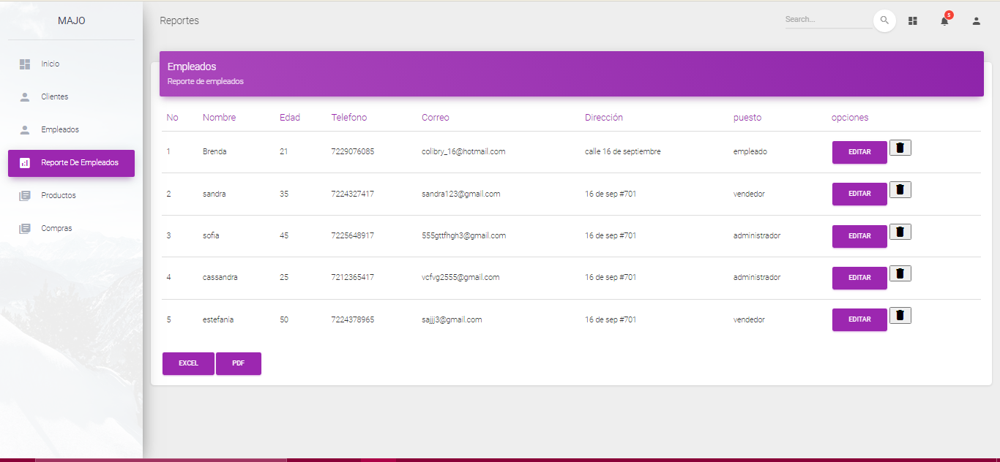 MAJO
Inicio
Clientes
Empleados
Reporte De Empleados
Productos
Compras
Reportes
Search...
5
Empleados
Reporte de empleados
No Nombre Edad Telefono Correo Dirección puesto opciones
1 Brenda 21 7229076085 colibry_16@hotmail.com calle 16 de septiembre empleado EDITAR
2 sandra 35 7224327417 sandra123@gmail.com 16 de sep #701 vendedor EDITAR
3 sofia 45 7225648917 555gttfhgh3@gmail.com 16 de sep #701 administrador EDITAR
4 cassandra 25 7212365417 vcfvg2555@gmail.com 16 de sep #701 administrador EDITAR
5 estefania 50 7224378965 sajjj3@gmail.com 16 de sep #701 vendedor EDITAR
EXCEL PDF